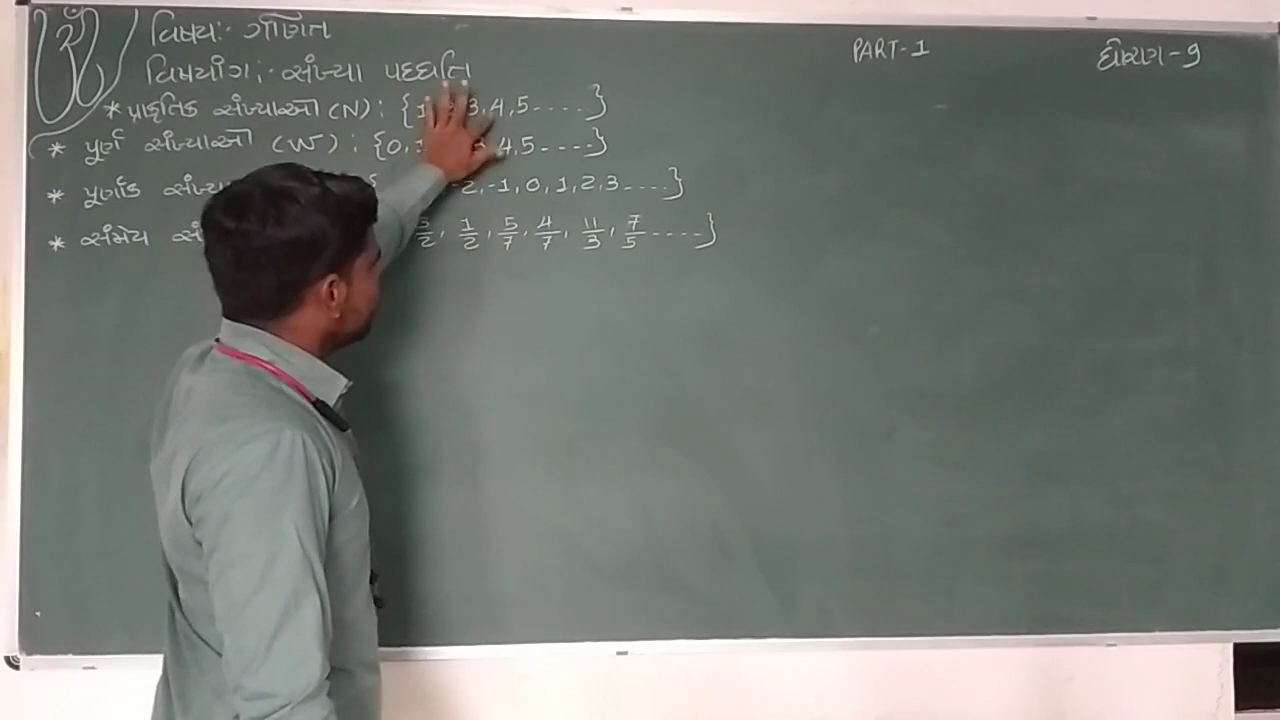 વિષય:- ગણિત
PART-1
ધોરણ-9
વિષયાંગ:- સંખ્યા પદ્ધતિ
* પ્રાકૃતિક સંખ્યાઓ (N) : {1, 3, 4, 5 ..... }
* પૂર્ણ સંખ્યાઓ (W) : {0, 4, 5 ..... }
* પૂર્ણાંક -2, -1, 0, 1, 2, 3 ..... }
* સંમેય 1/2, 5/7, 4/7, 11/3, 7/5 ..... }